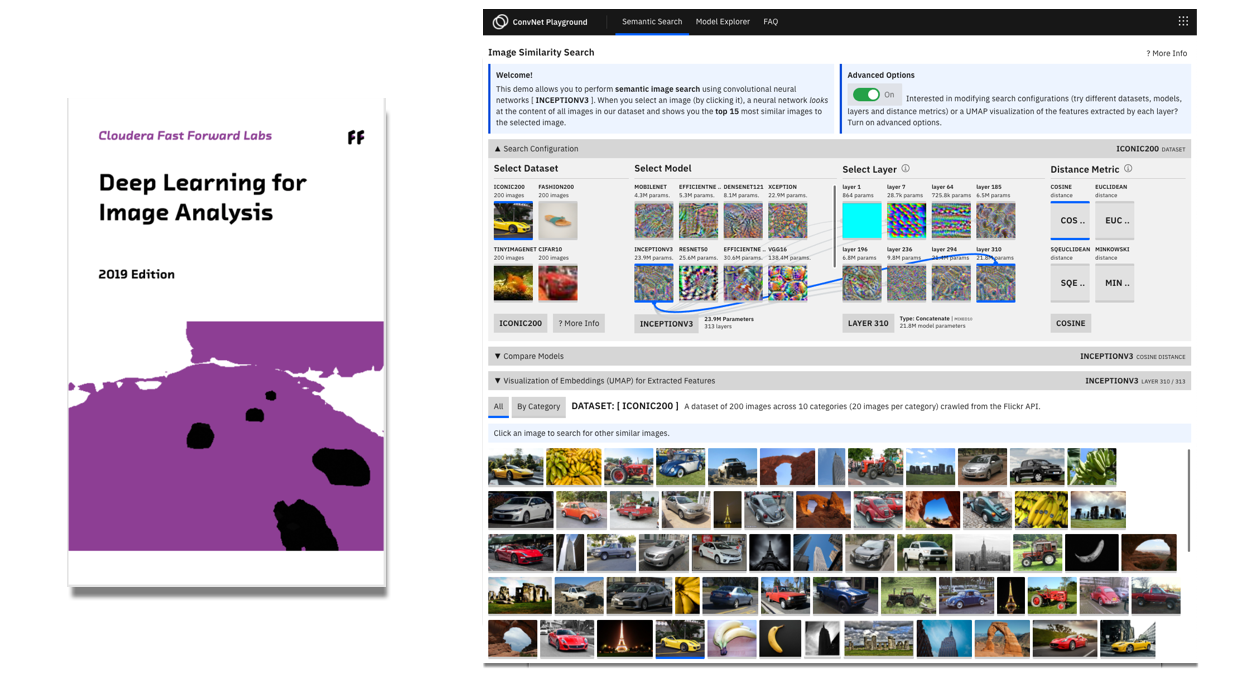 Cloudera Fast Forward Labs
FF
Deep Learning for
Image Analysis
2019 Edition
ConvNet Playground
Semantic Search
Model Explorer
FAQ
Image Similarity Search
? More Info
Welcome!
This demo allows you to perform semantic image search using convolutional neural
networks [ INCEPTIONV3 ]. When you select an image (by clicking it), a neural network looks
at the content of all images in our dataset and shows you the top 15 most similar images to
the selected image.
Advanced Options
On
Interested in modifying search configurations (try different datasets, models,
layers and distance metrics) or a UMAP visualization of the features extracted by each layer?
Turn on advanced options.
▲ Search Configuration
ICONIC200 DATASET
Select Dataset
ICONIC200 FASHION200
200 images 200 images
TINYIMAGENET CIFAR10
200 images 200 images
ICONIC200
? More Info
Select Model
MOBILENET EFFICIENTNE .. DENSENET121 XCEPTION
4.3M params. 5.3M params. 8.1M params. 22.9M params.
INCEPTIONV3 RESNET50 EFFICIENTNE .. VGG16
23.9M params. 25.6M params. 30.6M params. 138.4M params.
INCEPTIONV3
23.9M Parameters
313 layers
Select Layer ⓘ
layer 1 layer 7 layer 64 layer 185
864 params 28.7k params 725.8k params 6.5M params
layer 196 layer 236 layer 294 layer 310
6.8M params 9.8M params params 21.8M params
LAYER 310
Type: Concatenate |
21.8M model parameters
Distance Metric ⓘ
COSINE EUCLIDEAN
distance distance
COS .. EUC ..
SQEUCLIDEAN MINKOWSKI
distance distance
SQE .. MIN ..
COSINE
▼ Compare Models
INCEPTIONV3 COSINE DISTANCE
▼ Visualization of Embeddings (UMAP) for Extracted Features
INCEPTIONV3 LAYER 310 / 313
All
By Category
DATASET: [ ICONIC200 ] A dataset of 200 images across 10 categories (20 images per category) crawled from the Flickr API.
Click an image to search for other similar images.